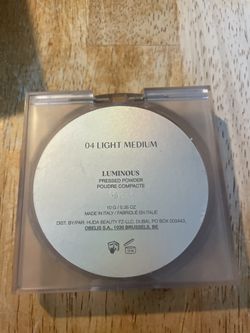 04 LIGHT MEDIUM
LUMINOUS
PRESSED POWDER
POUDRE COMPACTE
10 G / 0.35 OZ
MADE IN ITALY / FABRIQUÉ EN ITALIE
DIST. BY/PAR. HUDA BEAUTY FZ-LLC, DUBAI, PO BOX 502443,
OBELIS S.A., 1030 BRUSSELS, BE